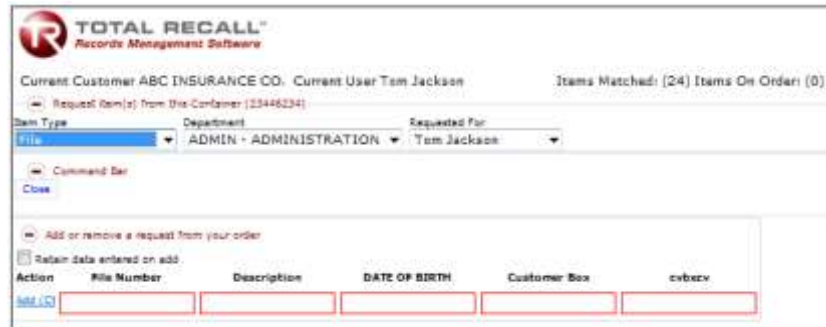 TOTAL RECALL™
Records Management Software
Current Customer ABC INSURANCE CO. Current User Tom Jackson Items Matched: (24) Items On Order: (0)
Request Item(s) from this Container (23446234)
Item Type Department Requested For
File ADMIN - ADMINISTRATION Tom Jackson
Command Bar
Close
Add or remove a request from your order
Retain data entered on add
Action File Number Description DATE OF BIRTH Customer Box cvbxcv
Add